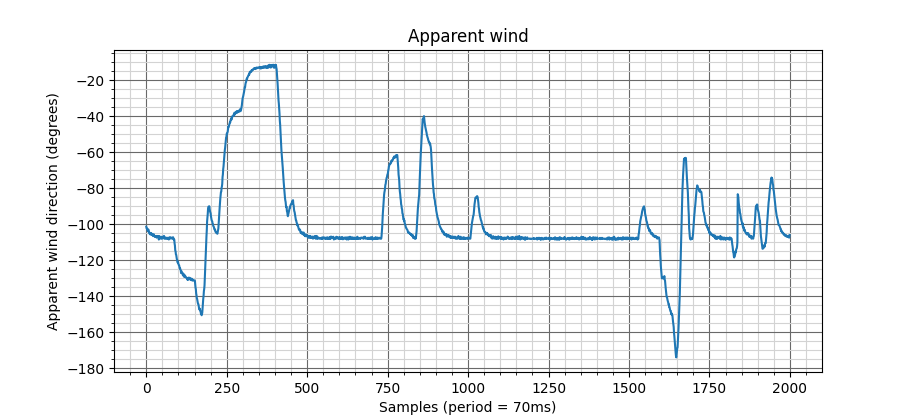 Apparent wind
Apparent wind direction (degrees)
−20
−40
−60
−80
−100
−120
−140
−160
−180
0 250 500 750 1000 1250 1500 1750 2000
Samples (period = 70ms)